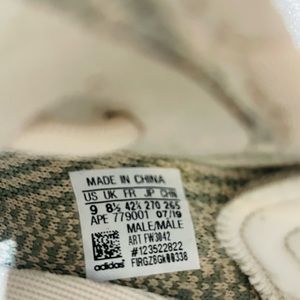 MADE IN CHINA
US UK FR JP CHN
9 8½ 42⅔ 270 265
APE 779001 07/19
MALE/MALE
ART FW3042
#123522822
F1RGZ6GK00338
adidas